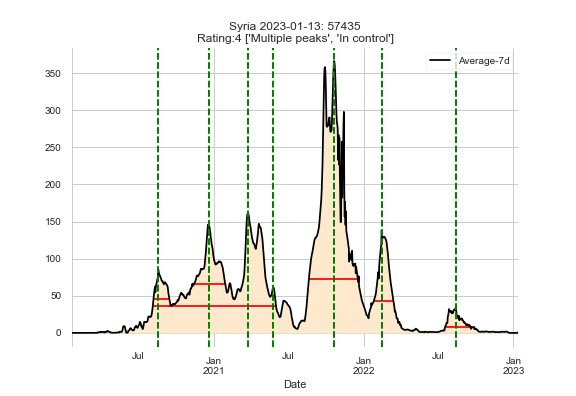 Syria 2023-01-13: 57435
Rating:4 ['Multiple peaks', 'In control']
Average-7d
350
300
250
200
150
100
50
0
Jul
Jan
2021
Jul
Jan
2022
Jul
Jan
2023
Date